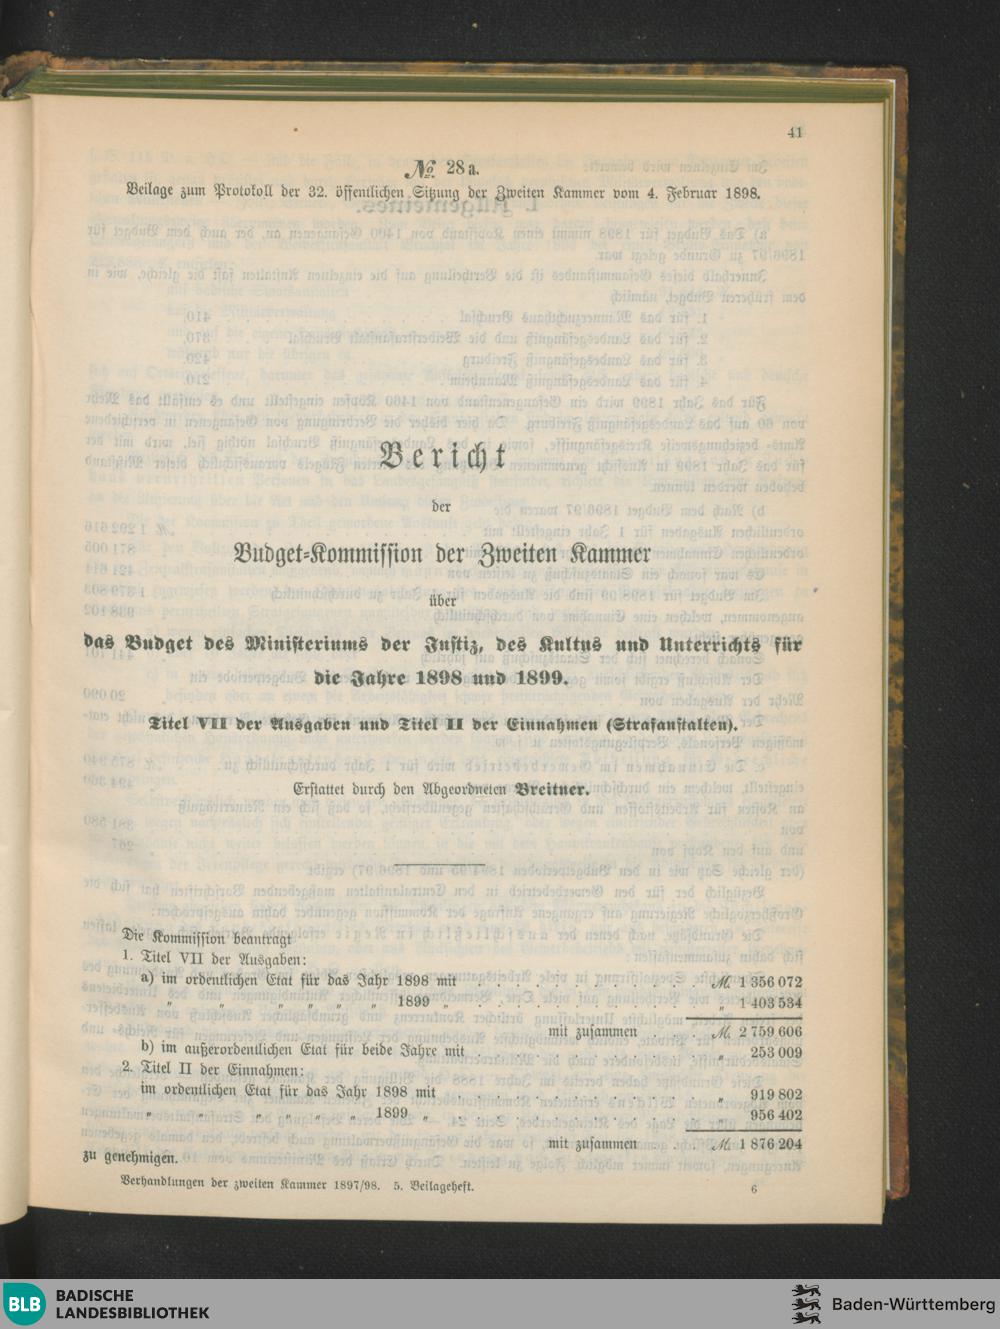 41
№ 28 a.
Beilage zum Protokoll der 32. öffentlichen Sitzung der Zweiten Kammer vom 4. Februar 1898.
Bericht
der
Budget-Kommission der Zweiten Kammer
über
das Budget des Ministeriums der Justiz, des Kultus und Unterrichts für
die Jahre 1898 und 1899.
Titel VII der Ausgaben und Titel II der Einnahmen (Strafanstalten).
Erstattet durch den Abgeordneten Breitner.
Die Kommission beantragt
1. Titel VII der Ausgaben:
a) im ordentlichen Etat für das Jahr 1898 mit . . . . . . . . . . . M. 1 356 072
„ „ „ „ „ „ 1899 „ . . . . . . . . . . . „ 1 403 534
mit zusammen . . . M. 2 759 606
b) im außerordentlichen Etat für beide Jahre mit . . . . . . . . . . . „ 253 009
2. Titel II der Einnahmen:
im ordentlichen Etat für das Jahr 1898 mit . . . . . . . . . . . . „ 919 802
„ „ „ „ „ „ 1899 „ . . . . . . . . . . . . „ 956 402
mit zusammen . . . M. 1 876 204
zu genehmigen.
Verhandlungen der zweiten Kammer 1897/98. 5. Beilageheft. 6
BLB BADISCHE
LANDESBIBLIOTHEK
Baden-Württemberg